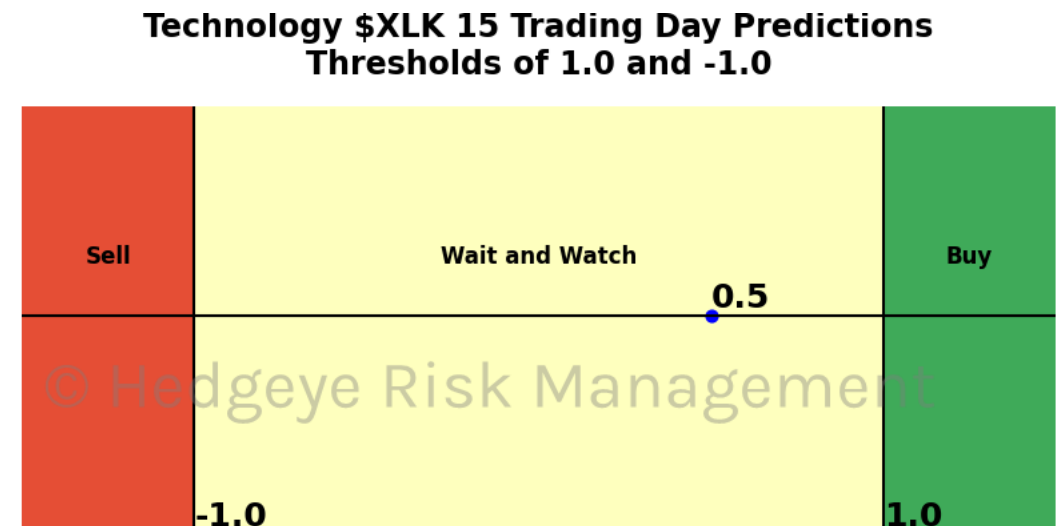 Technology $XLK 15 Trading Day Predictions
Thresholds of 1.0 and -1.0
Sell
Wait and Watch
Buy
0.5
© Hedgeye Risk Management
-1.0
1.0